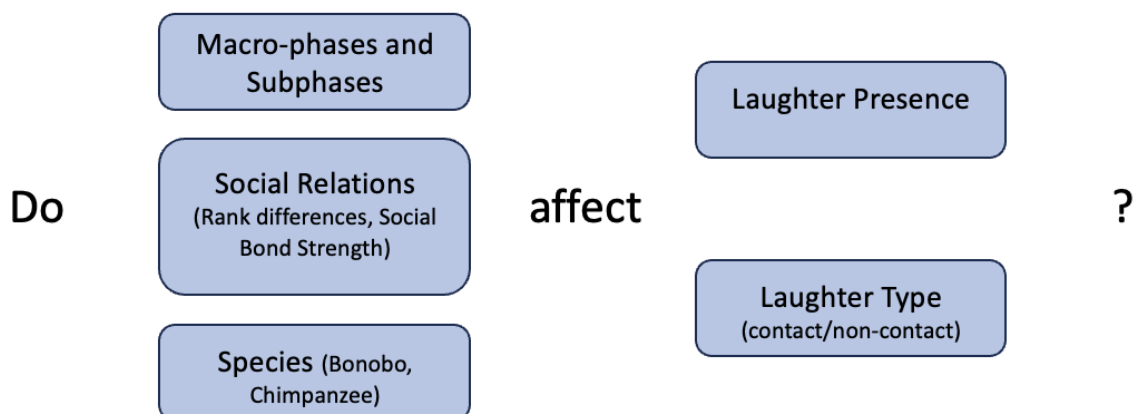 Do
Macro-phases and
Subphases
Social Relations
(Rank differences, Social
Bond Strength)
Species (Bonobo,
Chimpanzee)
affect
Laughter Presence
Laughter Type
(contact/non-contact)
?